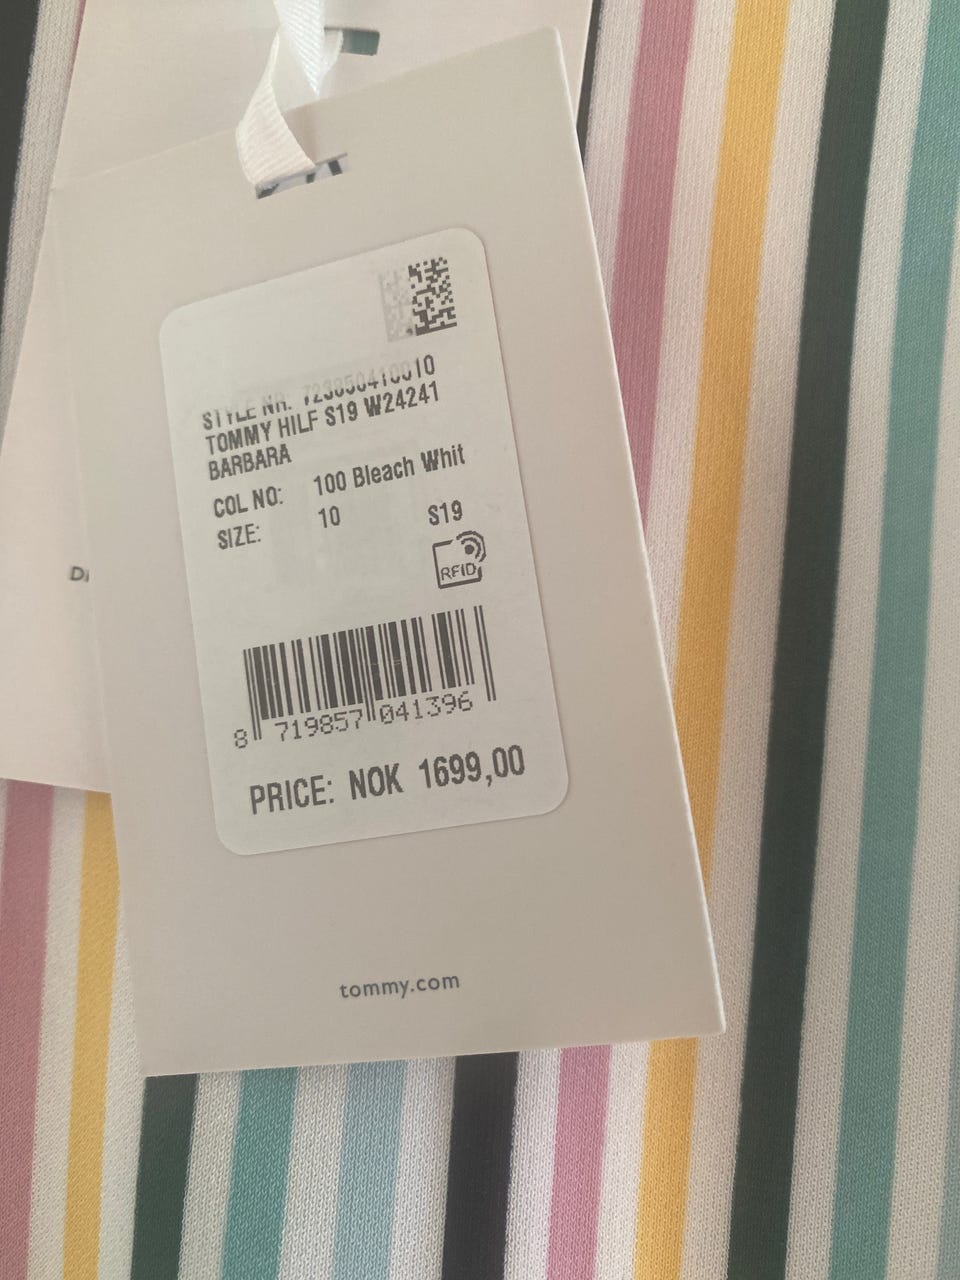 STYLE NR. 723850410010
TOMMY HILF S19 W24241
BARBARA
COL NO: 100 Bleach Whit
SIZE: 10 S19
RFID
8 719857 041396
PRICE: NOK 1699,00
tommy.com